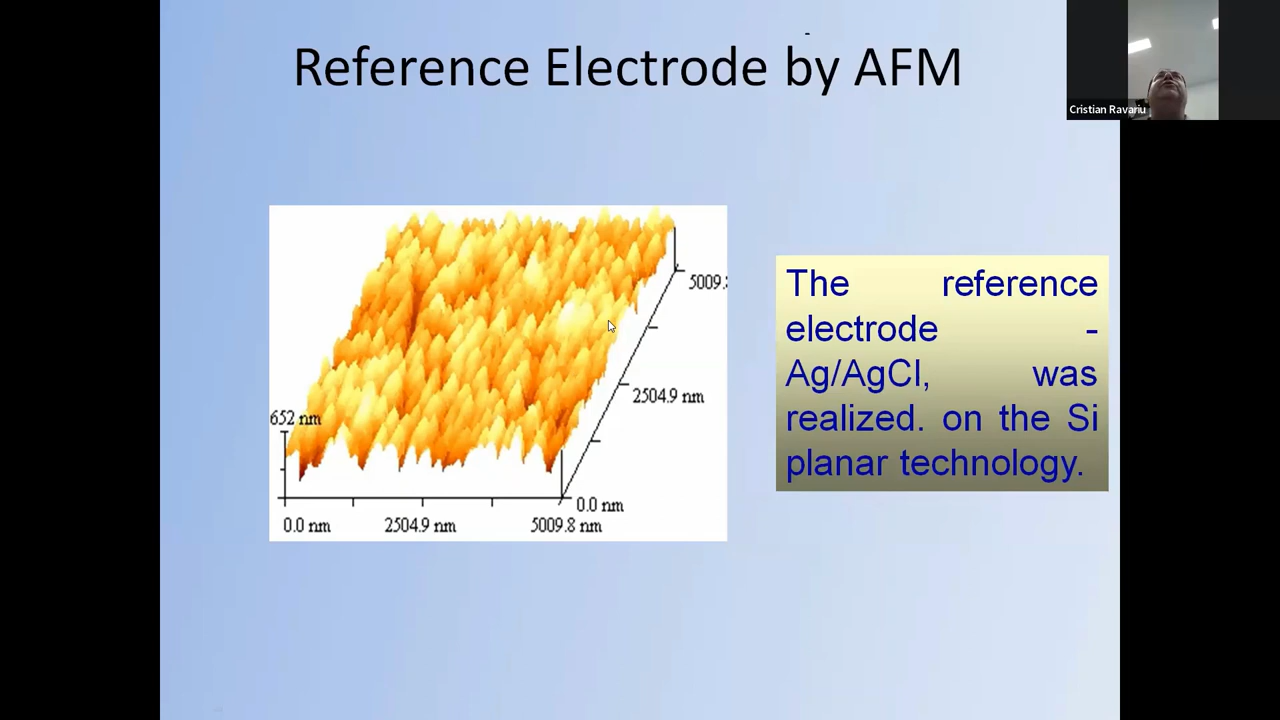 Reference Electrode by AFM
Cristian Ravariu
The reference
electrode -
Ag/AgCl, was
realized. on the Si
planar technology.
5009.8
2504.9 nm
652 nm
0.0 nm
0.0 nm 2504.9 nm 5009.8 nm